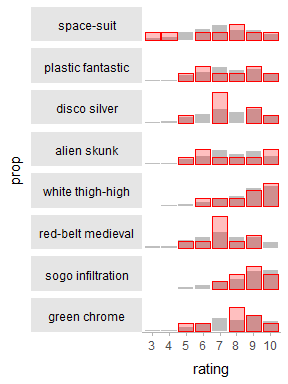 space-suit
plastic fantastic
disco silver
alien skunk
white thigh-high
red-belt medieval
sogo infiltration
green chrome
prop
3 4 5 6 7 8 9 10
rating